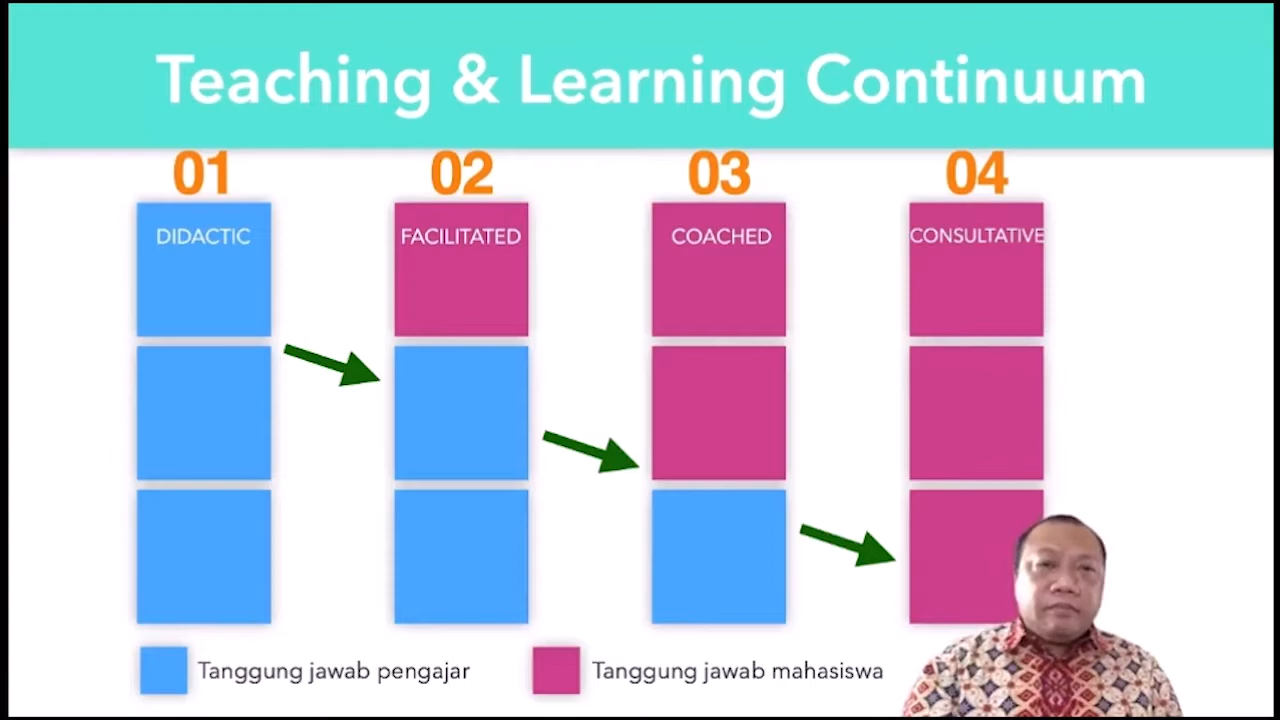 Teaching & Learning Continuum
01 02 03 04
DIDACTIC FACILITATED COACHED CONSULTATIVE
Tanggung jawab pengajar Tanggung jawab mahasiswa